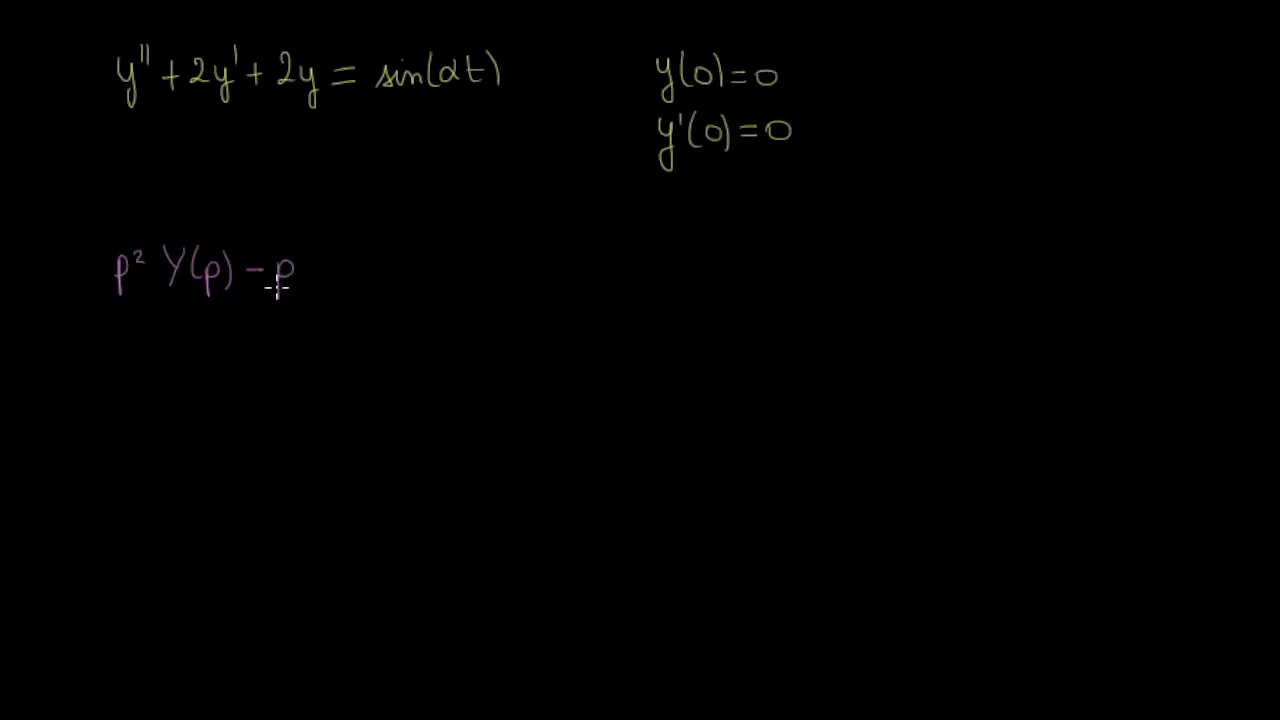 y'' + 2y' + 2y = sin(αt)
y(0) = 0
y'(0) = 0
p² Y(p) - p